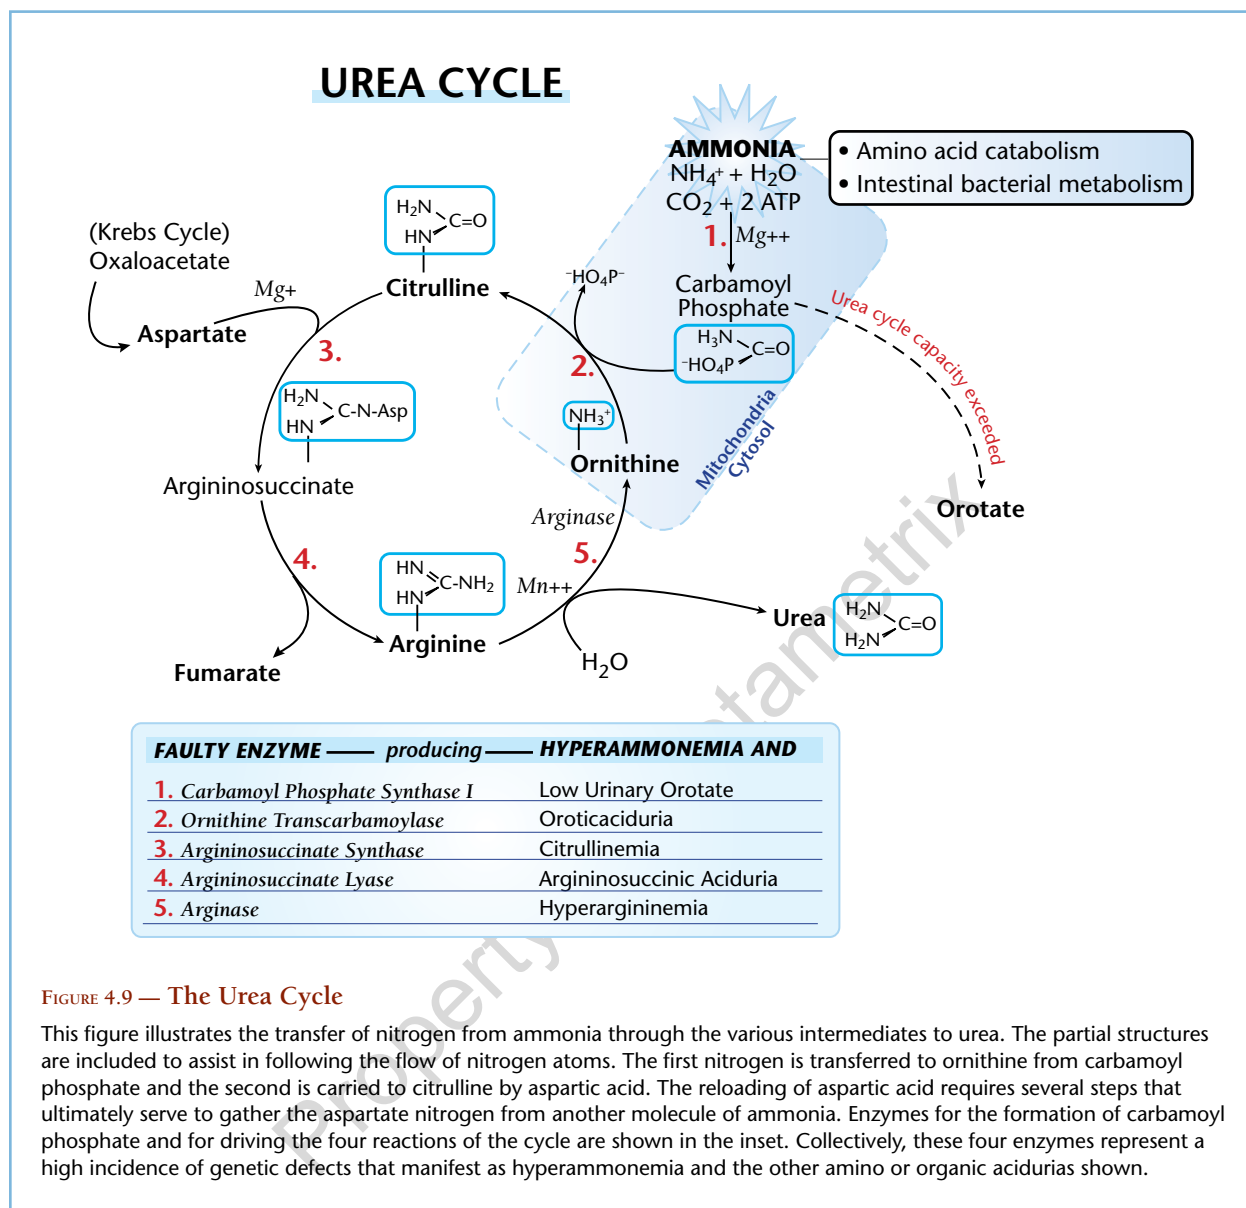 UREA CYCLE
AMMONIA
NH₄⁺ + H₂O
CO₂ + 2 ATP
• Amino acid catabolism
• Intestinal bacterial metabolism
1. Mg++
Carbamoyl
Phosphate
H₃N
⁻HO₄P
C=O
Urea cycle capacity exceeded
Orotate
Mitochondria
Cytosol
⁻HO₄P⁻
2.
NH₃⁺
Ornithine
H₂N
HN
C=O
Citrulline
(Krebs Cycle)
Oxaloacetate
Mg+
Aspartate
3.
H₂N
HN
C-N-Asp
Argininosuccinate
4.
Fumarate
HN
HN
C-NH₂
Arginine
Arginase
5.
Mn++
H₂O
Urea
H₂N
H₂N
C=O
FAULTY ENZYME — producing — HYPERAMMONEMIA AND
1. Carbamoyl Phosphate Synthase I Low Urinary Orotate
2. Ornithine Transcarbamoylase Oroticaciduria
3. Argininosuccinate Synthase Citrullinemia
4. Argininosuccinate Lyase Argininosuccinic Aciduria
5. Arginase Hyperargininemia
FIGURE 4.9 — The Urea Cycle
This figure illustrates the transfer of nitrogen from ammonia through the various intermediates to urea. The partial structures
are included to assist in following the flow of nitrogen atoms. The first nitrogen is transferred to ornithine from carbamoyl
phosphate and the second is carried to citrulline by aspartic acid. The reloading of aspartic acid requires several steps that
ultimately serve to gather the aspartate nitrogen from another molecule of ammonia. Enzymes for the formation of carbamoyl
phosphate and for driving the four reactions of the cycle are shown in the inset. Collectively, these four enzymes represent a
high incidence of genetic defects that manifest as hyperammonemia and the other amino or organic acidurias shown.
Property